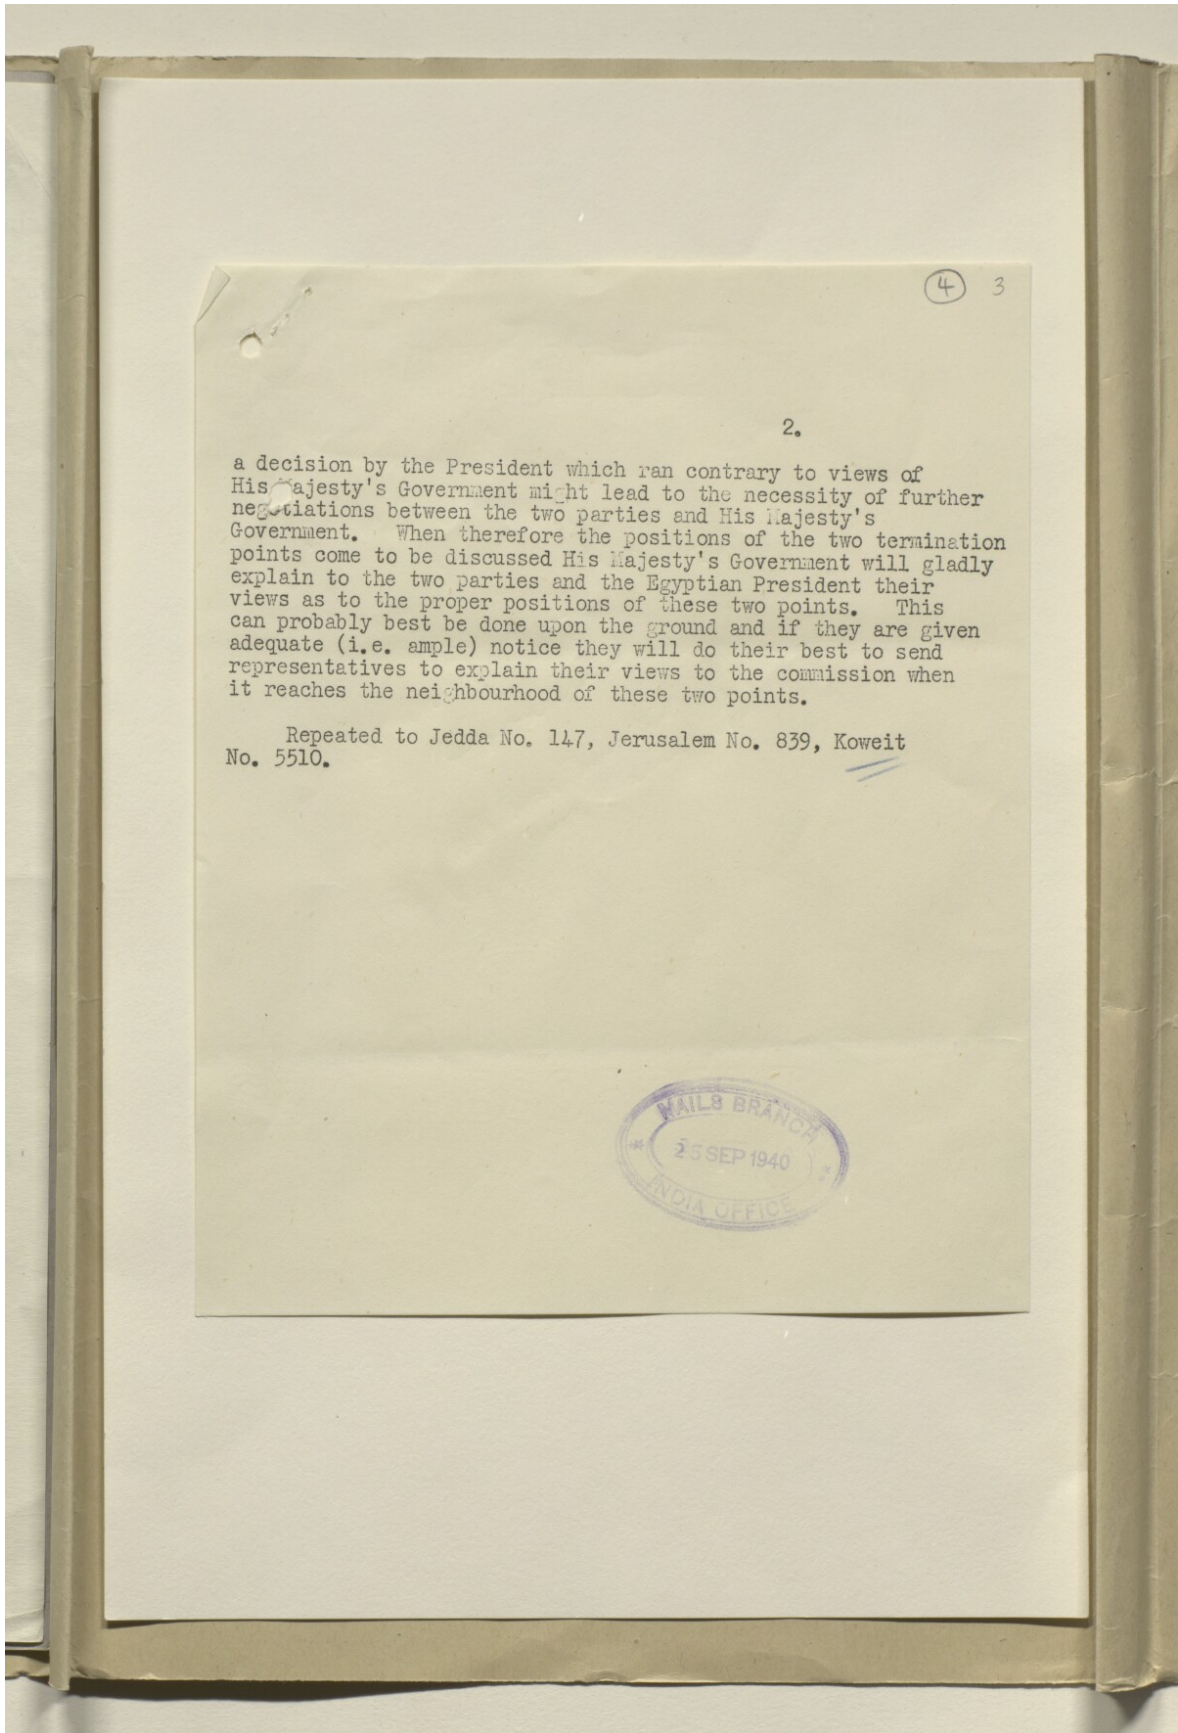 4 3
2.
a decision by the President which ran contrary to views of
His Majesty's Government might lead to the necessity of further
negotiations between the two parties and His Majesty's
Government. When therefore the positions of the two termination
points come to be discussed His Majesty's Government will gladly
explain to the two parties and the Egyptian President their
views as to the proper positions of these two points. This
can probably best be done upon the ground and if they are given
adequate (i.e. ample) notice they will do their best to send
representatives to explain their views to the commission when
it reaches the neighbourhood of these two points.
Repeated to Jedda No. 147, Jerusalem No. 839, Koweit
No. 5510.
MAILS BRANCH
25 SEP 1940
INDIA OFFICE